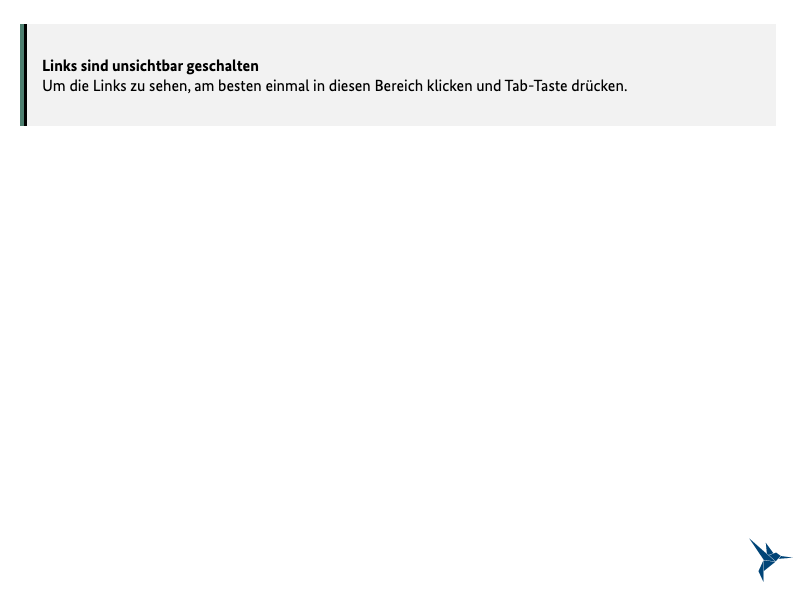 Links sind unsichtbar geschalten
Um die Links zu sehen, am besten einmal in diesen Bereich klicken und Tab-Taste drücken.